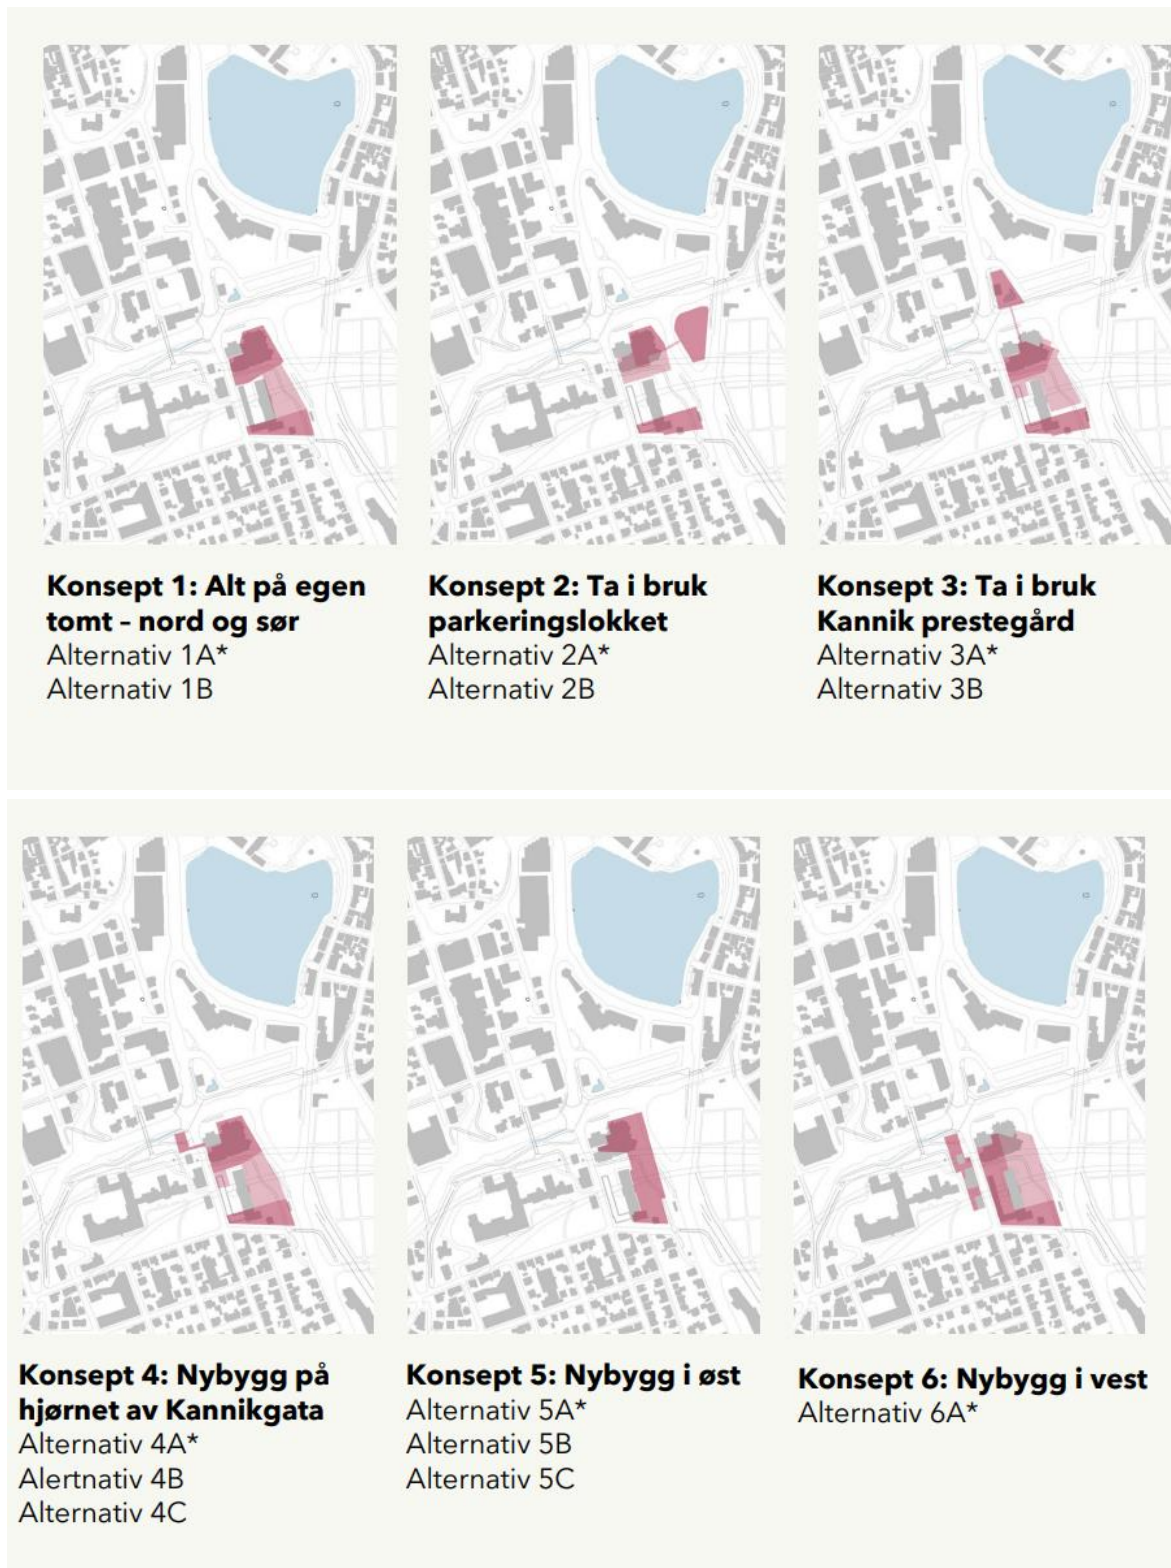 Konsept 1: Alt på egen
tomt – nord og sør
Alternativ 1A*
Alternativ 1B
Konsept 2: Ta i bruk
parkeringslokket
Alternativ 2A*
Alternativ 2B
Konsept 3: Ta i bruk
Kannik prestegård
Alternativ 3A*
Alternativ 3B
Konsept 4: Nybygg på
hjørnet av Kannikgata
Alternativ 4A*
Alertnativ 4B
Alternativ 4C
Konsept 5: Nybygg i øst
Alternativ 5A*
Alternativ 5B
Alternativ 5C
Konsept 6: Nybygg i vest
Alternativ 6A*